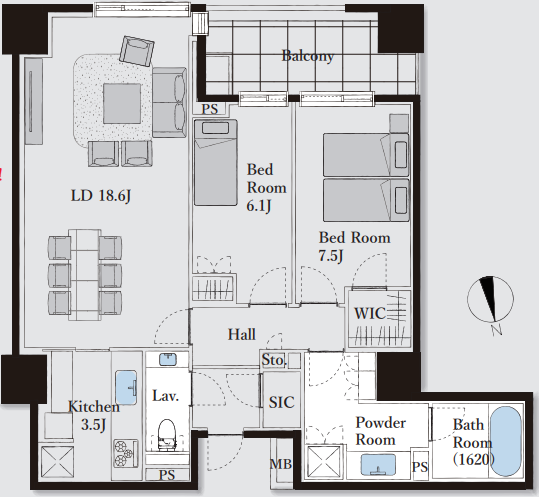 Balcony
PS
Bed
Room
6.1J
LD 18.6J
Bed Room
7.5J
WIC
Hall
N
Sto.
Lav.
SIC
Kitchen
3.5J
Powder
Room
Bath
Room
(1620)
PS
MB
PS